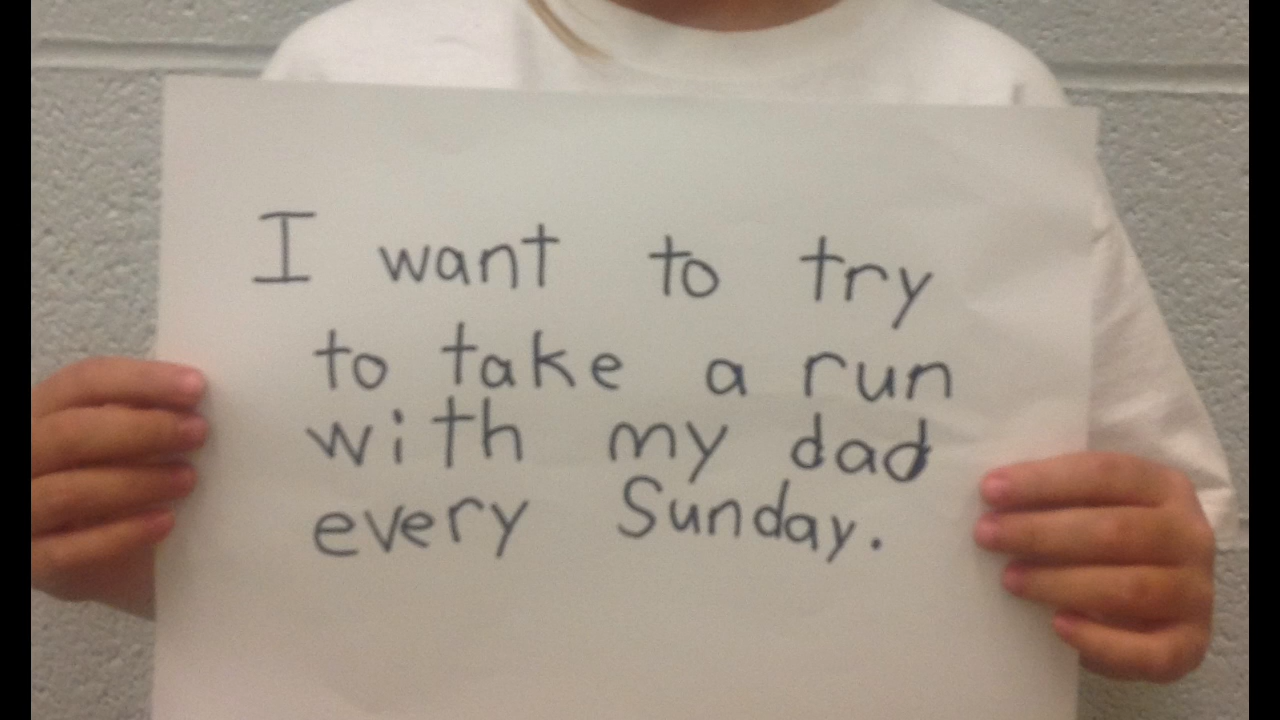 I want to try
to take a run
with my dad
every Sunday.